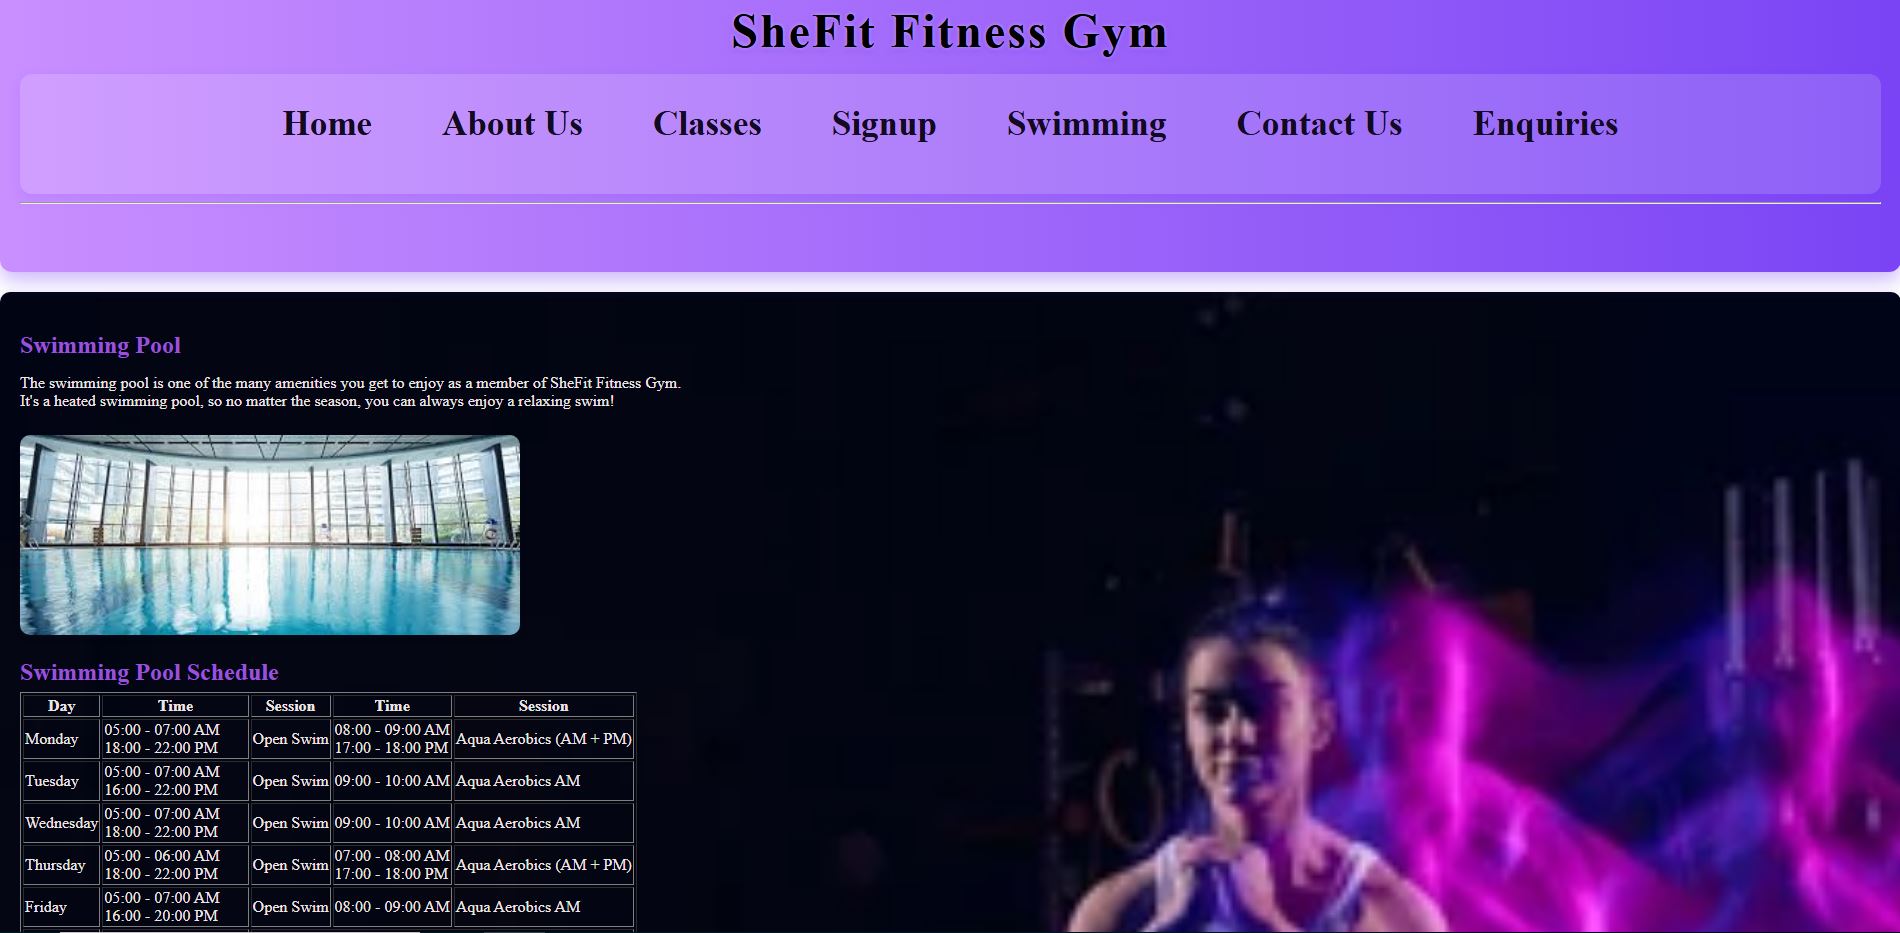 SheFit Fitness Gym
Home About Us Classes Signup Swimming Contact Us Enquiries
Swimming Pool
The swimming pool is one of the many amenities you get to enjoy as a member of SheFit Fitness Gym.
It's a heated swimming pool, so no matter the season, you can always enjoy a relaxing swim!
Swimming Pool Schedule
Day Time Session Time Session
Monday 05:00 - 07:00 AM 18:00 - 22:00 PM Open Swim 08:00 - 09:00 AM 17:00 - 18:00 PM Aqua Aerobics (AM + PM)
Tuesday 05:00 - 07:00 AM 16:00 - 22:00 PM Open Swim 09:00 - 10:00 AM Aqua Aerobics AM
Wednesday 05:00 - 07:00 AM 18:00 - 22:00 PM Open Swim 09:00 - 10:00 AM Aqua Aerobics AM
Thursday 05:00 - 06:00 AM 18:00 - 22:00 PM Open Swim 07:00 - 08:00 AM 17:00 - 18:00 PM Aqua Aerobics (AM + PM)
Friday 05:00 - 07:00 AM 16:00 - 20:00 PM Open Swim 08:00 - 09:00 AM Aqua Aerobics AM